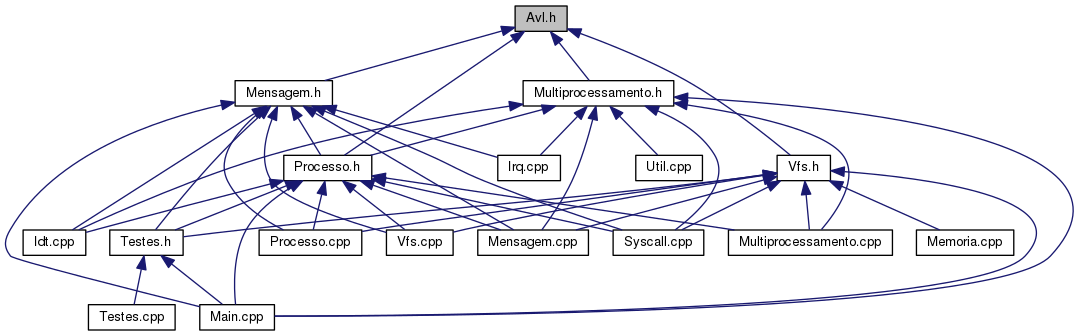 Avl.h
Mensagem.h
Multiprocessamento.h
Processo.h
Irq.cpp
Util.cpp
Vfs.h
Idt.cpp
Testes.h
Processo.cpp
Vfs.cpp
Mensagem.cpp
Syscall.cpp
Multiprocessamento.cpp
Memoria.cpp
Testes.cpp
Main.cpp